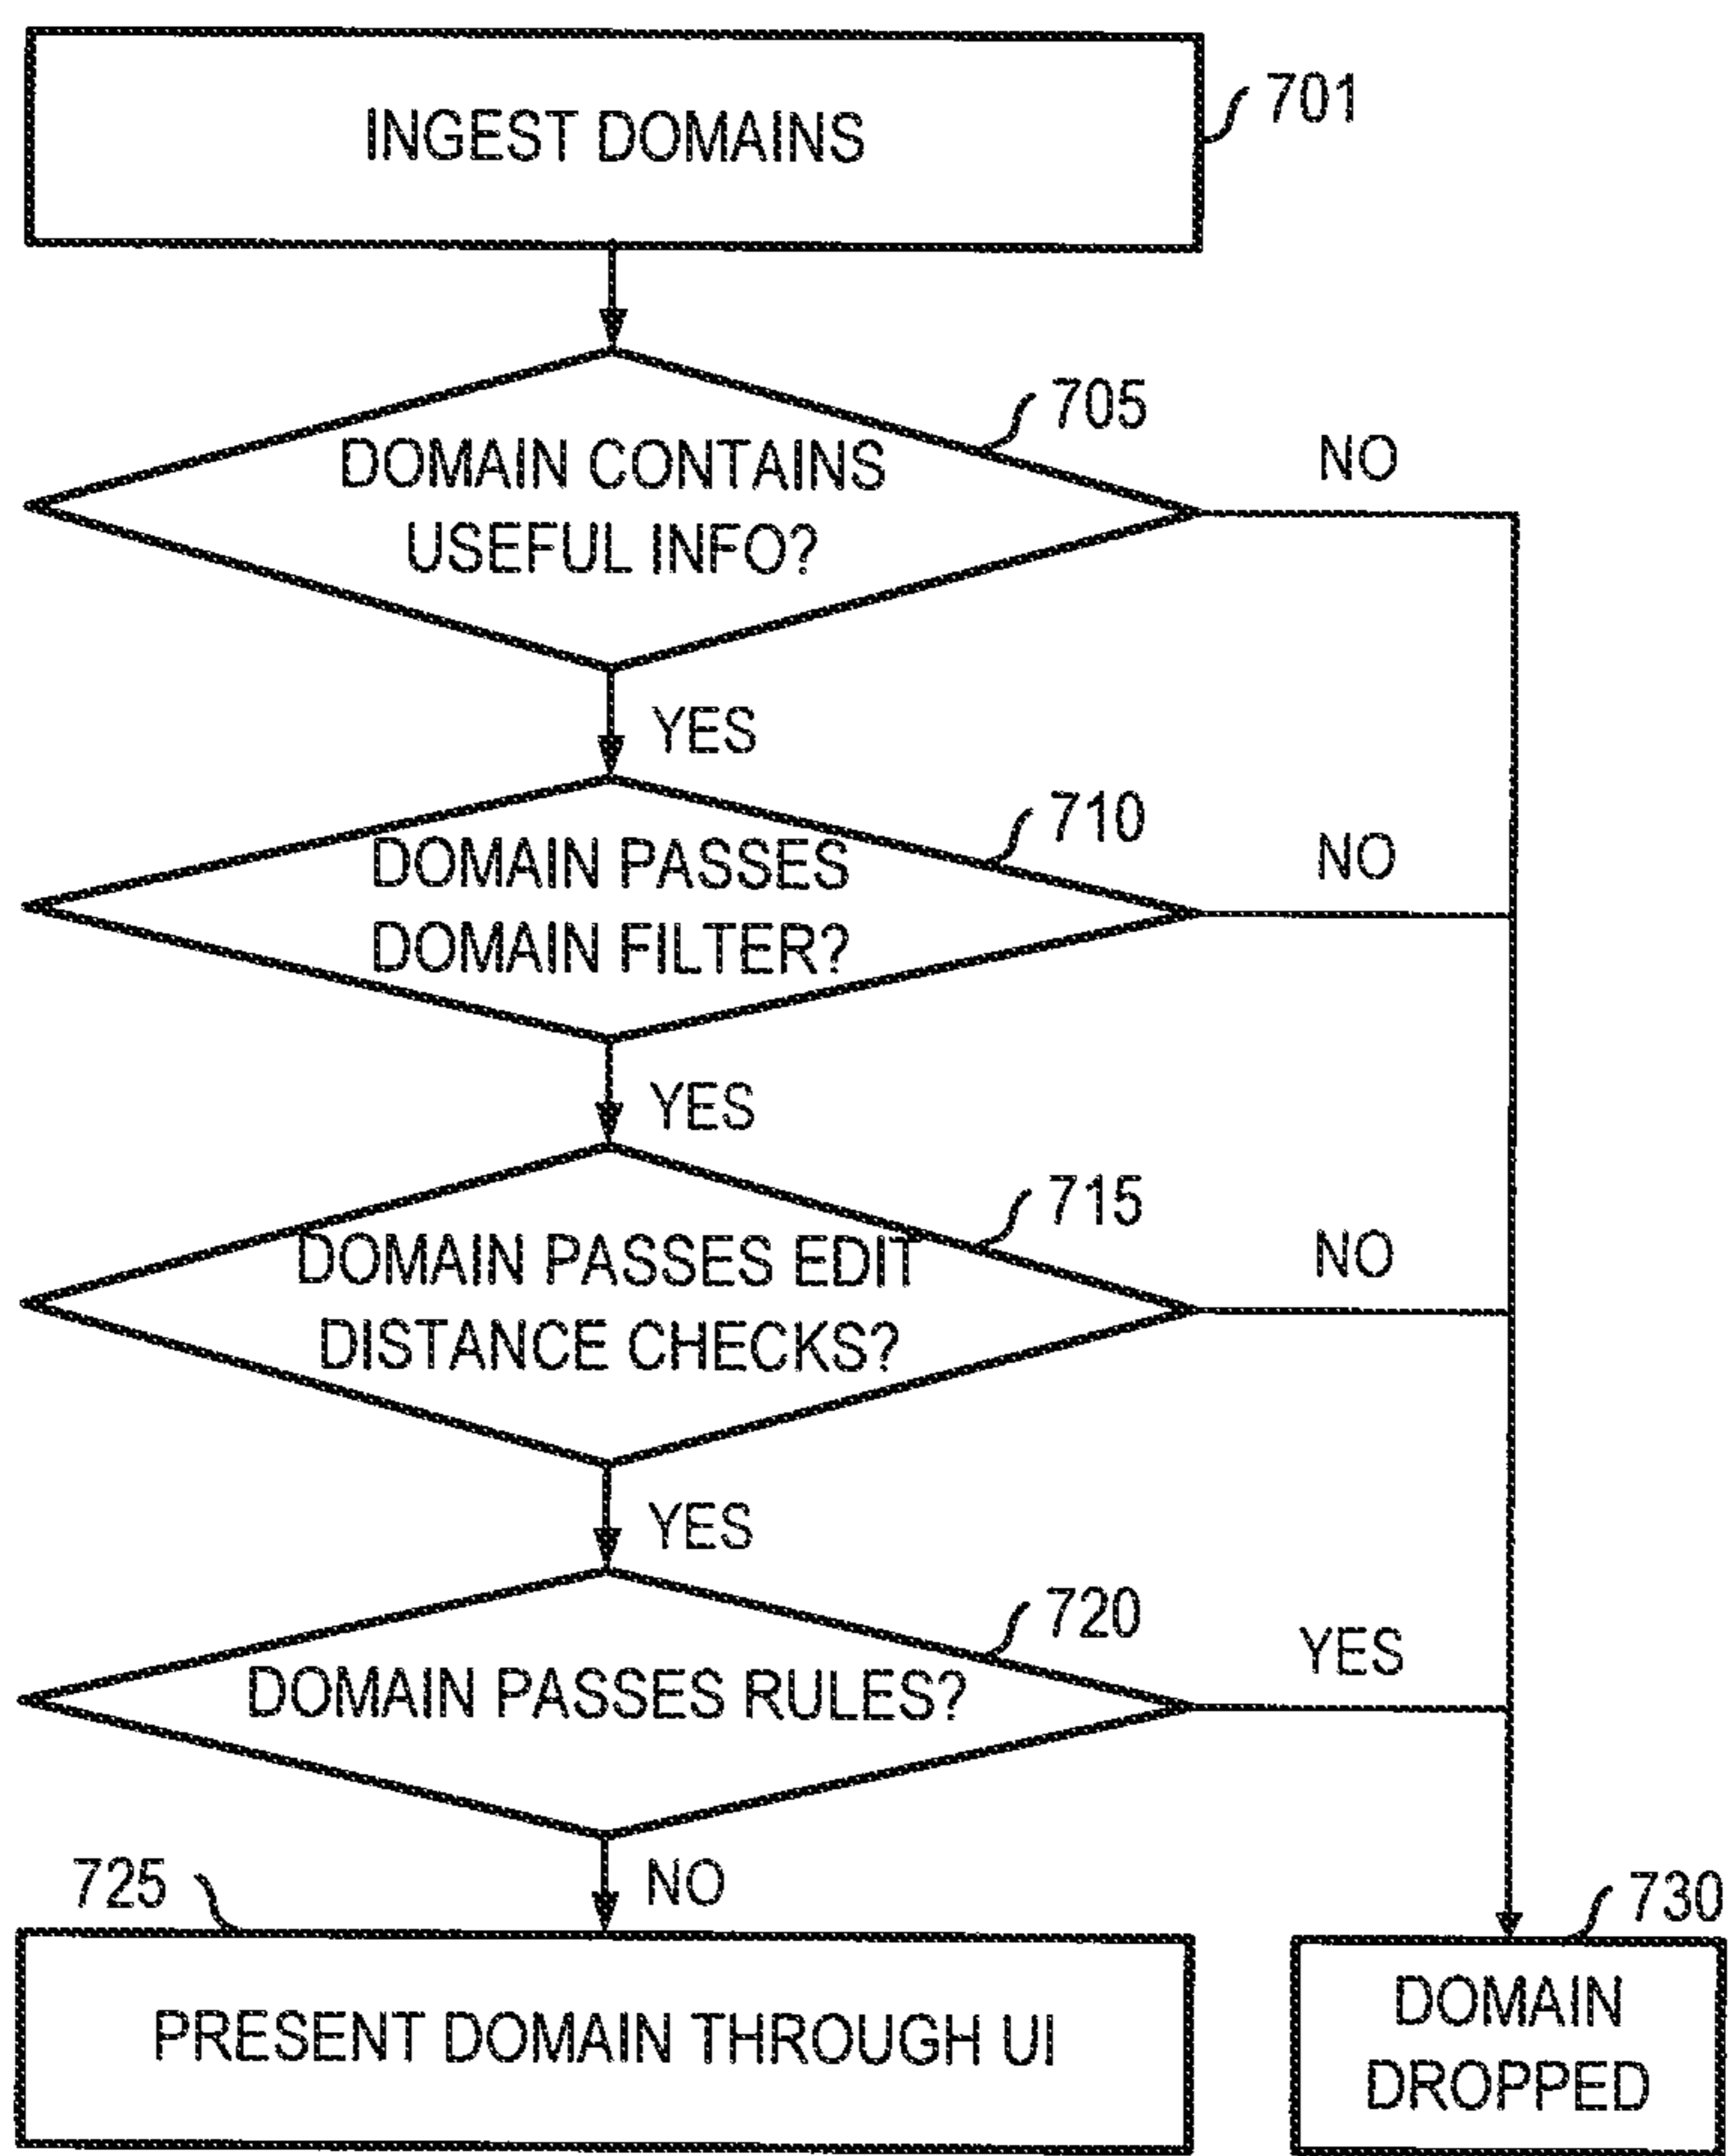 INGEST DOMAINS
701
705
DOMAIN CONTAINS
USEFUL INFO?
NO
YES
710
DOMAIN PASSES
DOMAIN FILTER?
NO
YES
715
DOMAIN PASSES EDIT
DISTANCE CHECKS?
NO
YES
720
DOMAIN PASSES RULES?
YES
NO
725
PRESENT DOMAIN THROUGH UI
730
DOMAIN
DROPPED